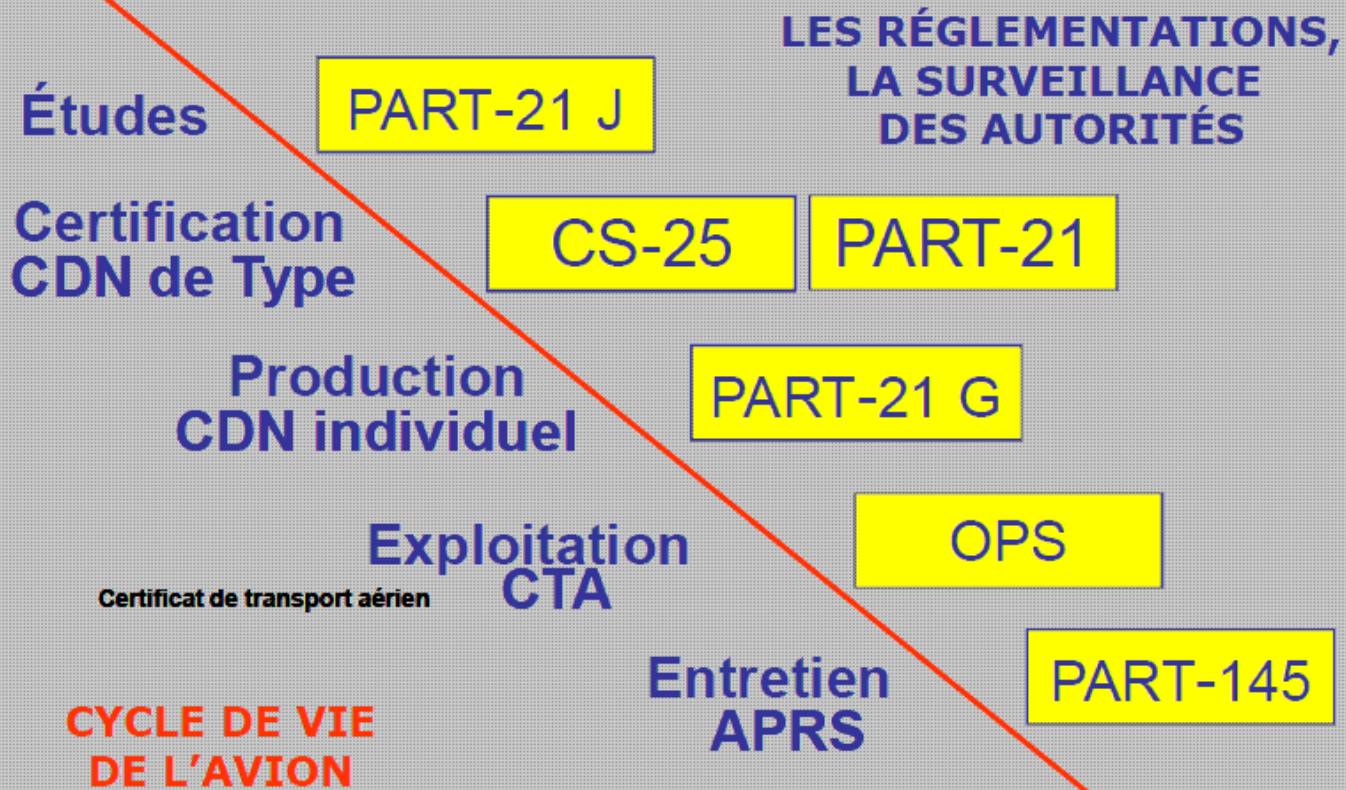 LES RÉGLEMENTATIONS,
LA SURVEILLANCE
DES AUTORITÉS
Études
PART-21 J
Certification
CDN de Type
CS-25
PART-21
Production
CDN individuel
PART-21 G
Exploitation
CTA
Certificat de transport aérien
OPS
Entretien
APRS
PART-145
CYCLE DE VIE
DE L’AVION